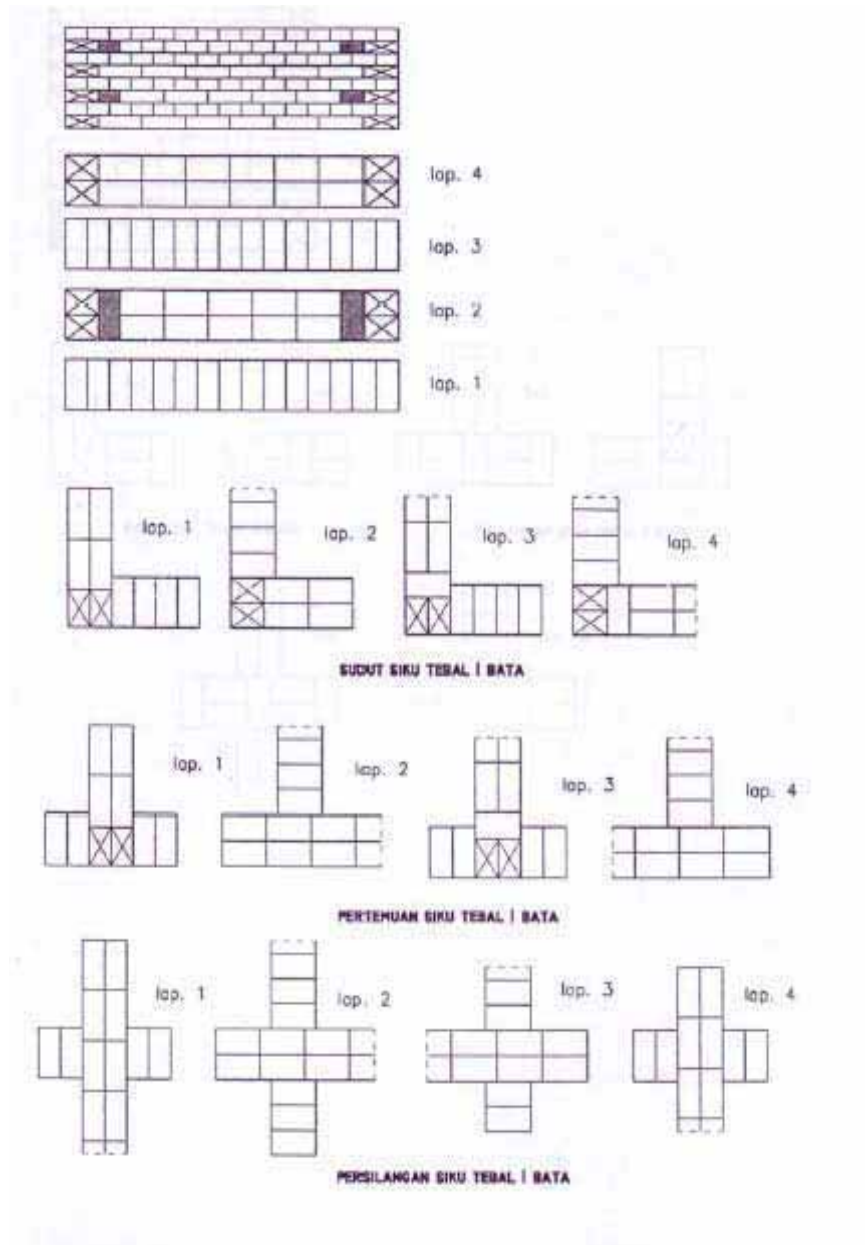 lap. 4
lap. 3
lap. 2
lap. 1
lap. 1
lap. 2
lap. 3
lap. 4
SUDUT SIKU TEBAL 1 BATA
lap. 1
lap. 2
lap. 3
lap. 4
PERTEMUAN SIKU TEBAL 1 BATA
lap. 1
lap. 2
lap. 3
lap. 4
PERSILANGAN SIKU TEBAL 1 BATA